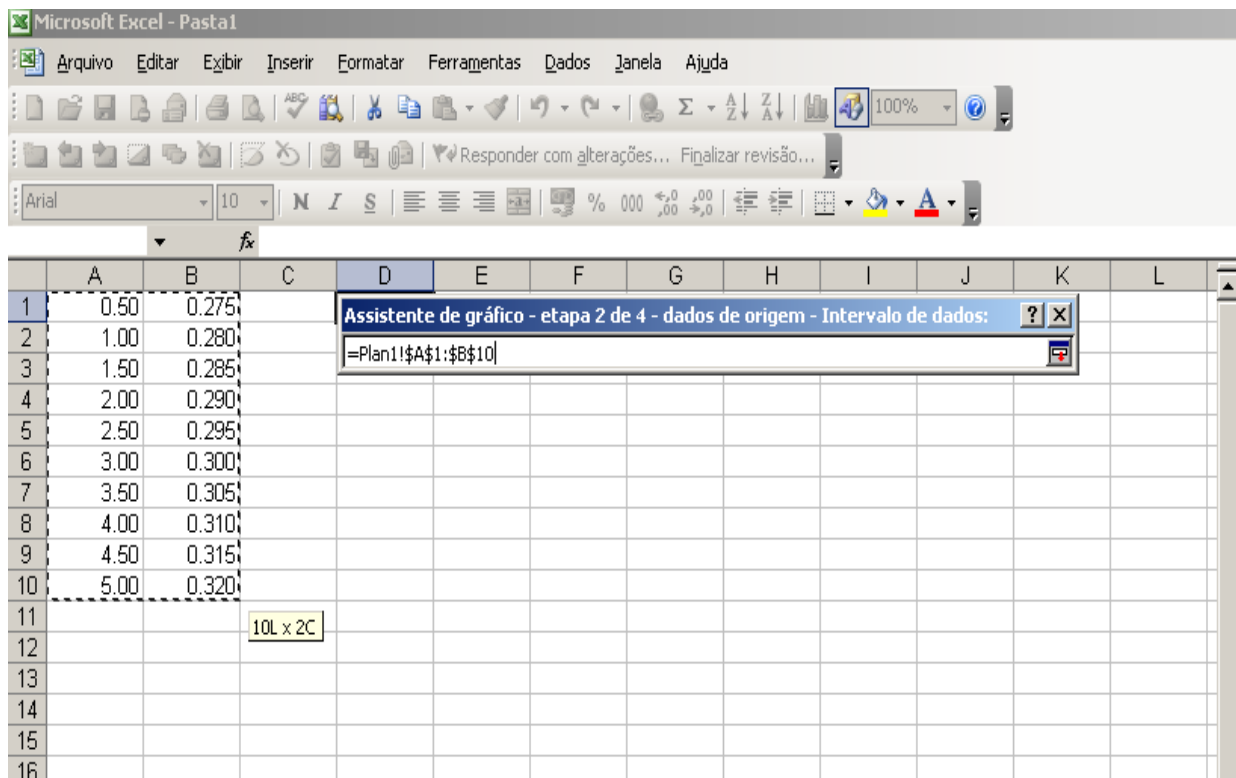 Microsoft Excel - Pasta1
Arquivo Editar Exibir Inserir Formatar Ferramentas Dados Janela Ajuda
ABC Σ A Z Z A 100% ?
Responder com alterações... Finalizar revisão...
Arial 10 N I S a % 000 ,0 ,00 ,00 ,0 A
fx
A B C D E F G H I J K L
Assistente de gráfico - etapa 2 de 4 - dados de origem - Intervalo de dados: ? X
=Plan1!$A$1:$B$10
1 0.50 0.275
2 1.00 0.280
3 1.50 0.285
4 2.00 0.290
5 2.50 0.295
6 3.00 0.300
7 3.50 0.305
8 4.00 0.310
9 4.50 0.315
10 5.00 0.320
11
10L x 2C
12
13
14
15
16